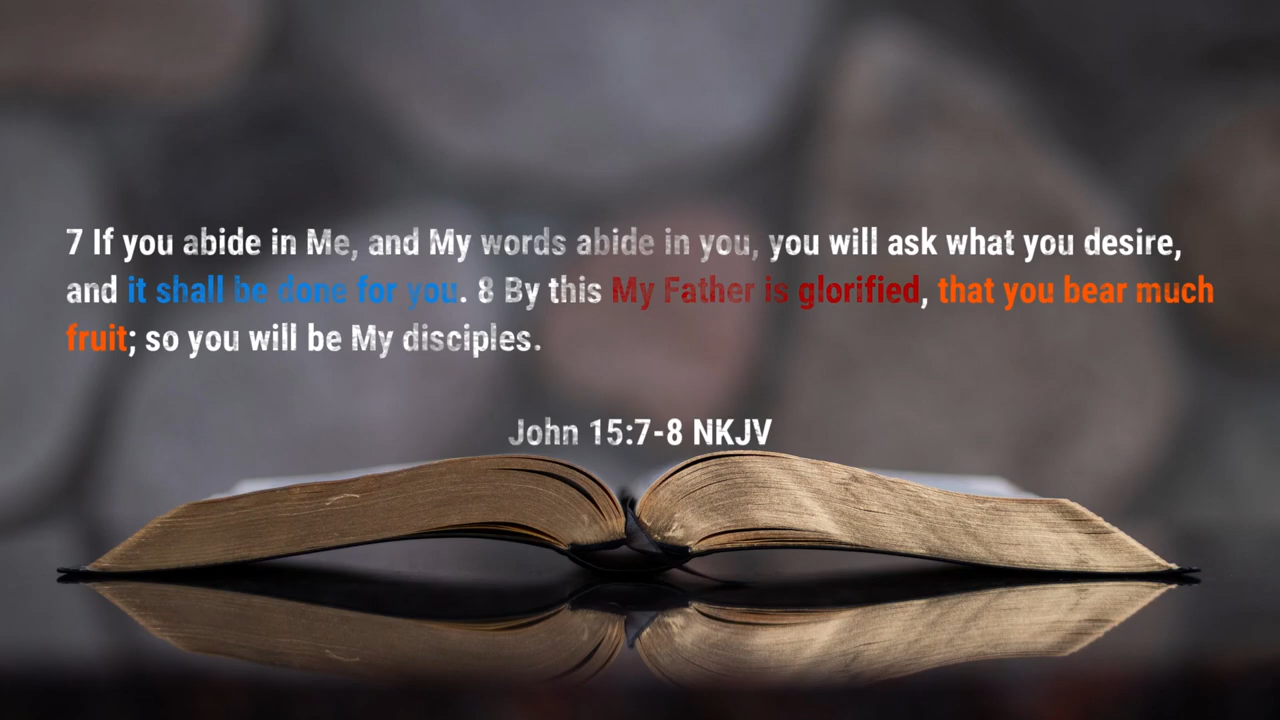 7 If you abide in Me, and My words abide in you, you will ask what you desire,
and it shall be done for you. 8 By this My Father is glorified, that you bear much
fruit; so you will be My disciples.
John 15:7-8 NKJV